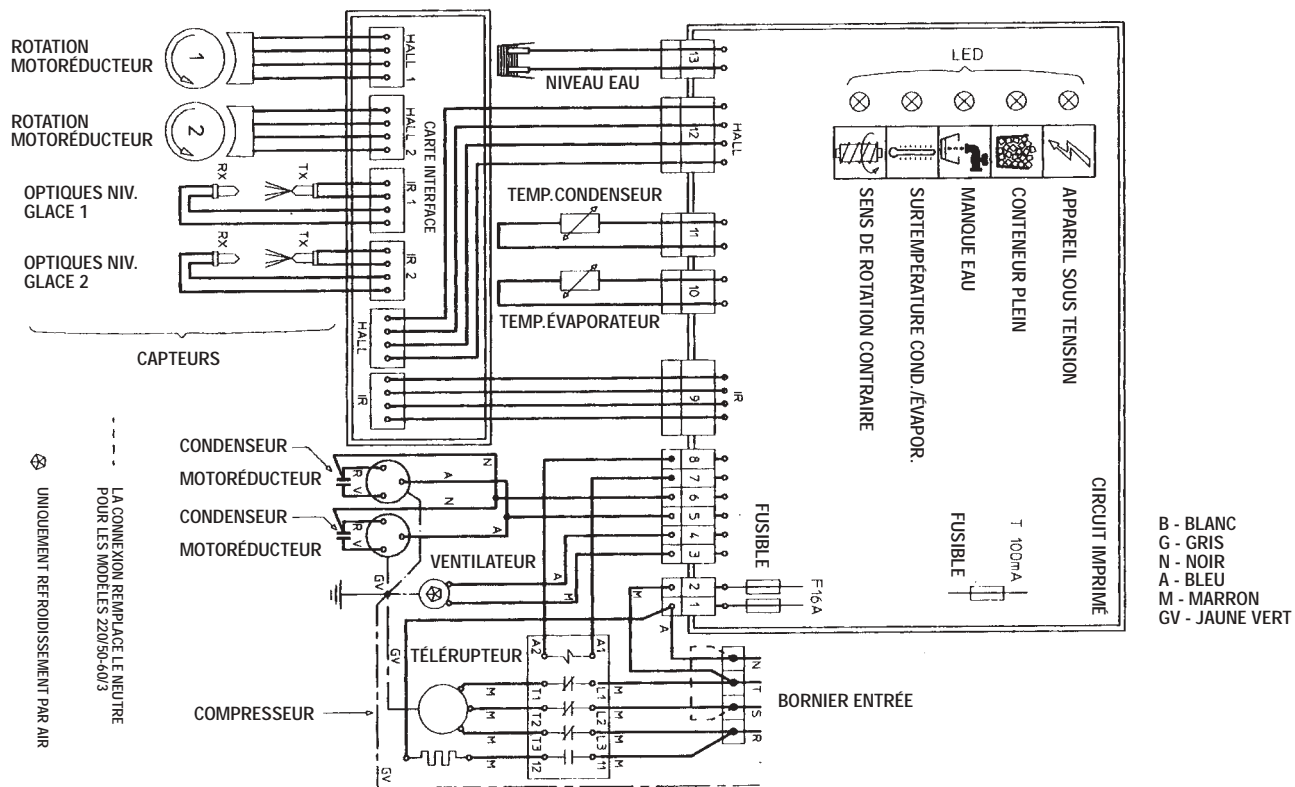 ROTATION
MOTORÉDUCTEUR
1
HALL 1
ROTATION
MOTORÉDUCTEUR
2
HALL 2
CARTE INTERFACE
OPTIQUES NIV.
GLACE 1
Rx
Tx
IR 1
OPTIQUES NIV.
GLACE 2
Rx
Tx
IR 2
HALL
IR
CAPTEURS
NIVEAU EAU
13
12
HALL
TEMP.CONDENSEUR
11
10
TEMP.ÉVAPORATEUR
9
IR
LED
SENS DE ROTATION CONTRAIRE
SURTEMPÉRATURE COND./ÉVAPOR.
MANQUE EAU
CONTENEUR PLEIN
APPAREIL SOUS TENSION
CIRCUIT IMPRIMÉ
T 100mA
FUSIBLE
FUSIBLE
F16A
8
7
6
5
4
3
2
1
CONDENSEUR
MOTORÉDUCTEUR
R
V
N
A
N
CONDENSEUR
MOTORÉDUCTEUR
R
V
A
VENTILATEUR
A
M
M
A
GV
GV
GV
TÉLÉRUPTEUR
A2
A1
COMPRESSEUR
M
T1
L1
M
M
T2
L2
M
M
T3
L3
M
M
12
11
M
N
T
S
R
BORNIER ENTRÉE
LA CONNEXION REMPLACE LE NEUTRE
POUR LES MODÈLES 220/50-60/3
UNIQUEMENT REFROIDISSEMENT PAR AIR
B - BLANC
G - GRIS
N - NOIR
A - BLEU
M - MARRON
GV - JAUNE VERT